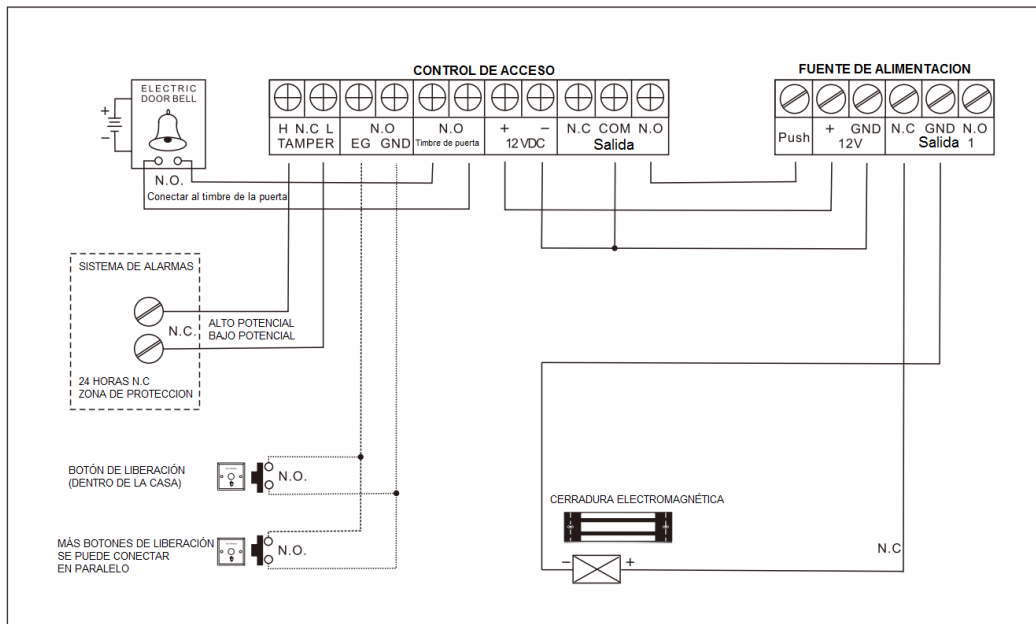 CONTROL DE ACCESO
FUENTE DE ALIMENTACION
ELECTRIC
DOOR BELL
+
−
N.O.
Conectar al timbre de la puerta
H N.C L
TAMPER
N.O
EG GND
N.O
Timbre de puerta
+ −
12VDC
N.C COM N.O
Salida
Push
+ GND
12V
N.C GND N.O
Salida 1
SISTEMA DE ALARMAS
N.C.
ALTO POTENCIAL
BAJO POTENCIAL
24 HORAS N.C
ZONA DE PROTECCION
BOTÓN DE LIBERACIÓN
(DENTRO DE LA CASA)
N.O.
MÁS BOTONES DE LIBERACIÓN
SE PUEDE CONECTAR
EN PARALELO
N.O.
CERRADURA ELECTROMAGNÉTICA
N.C
− +